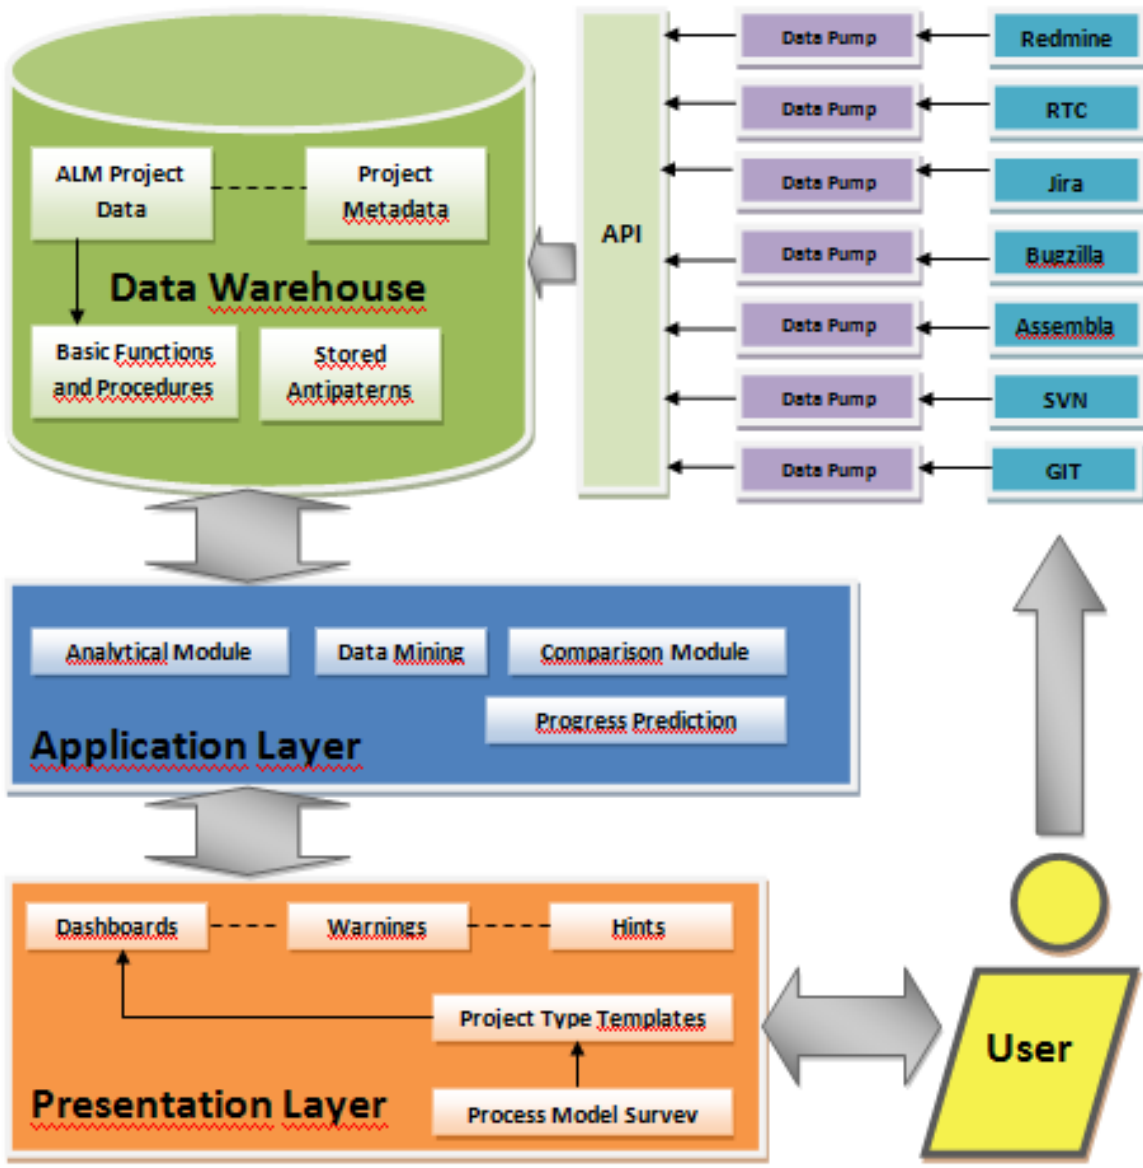 ALM Project
Data
Project
Metadata
Data Warehouse
Basic Functions
and Procedures
Stored
Antipaterns
API
Data Pump
Redmine
Data Pump
RTC
Data Pump
Jira
Data Pump
Bugzilla
Data Pump
Assembla
Data Pump
SVN
Data Pump
GIT
Analytical Module
Data Mining
Comparison Module
Progress Prediction
Application Layer
Dashboards
Warnings
Hints
Project Type Templates
Process Model Survey
Presentation Layer
User